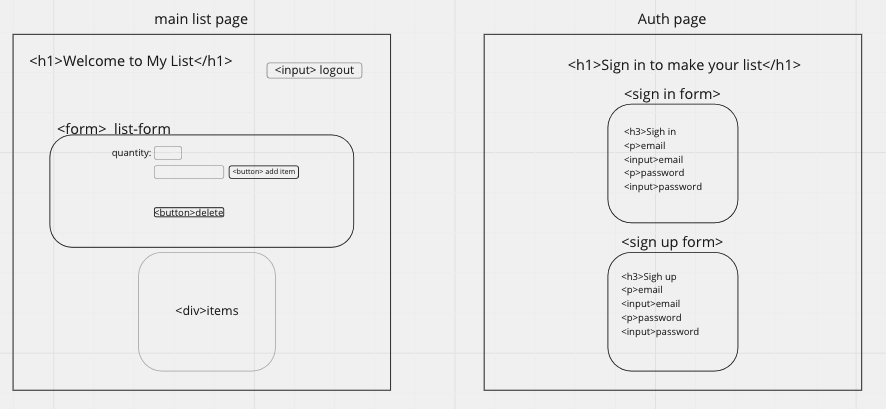 main list page
<h1>Welcome to My List</h1>
<input> logout
<form> list-form
quantity:
<button> add item
<button>delete
<div>items
Auth page
<h1>Sign in to make your list</h1>
<sign in form>
<h3>Sigh in
<p>email
<input>email
<p>password
<input>password
<sign up form>
<h3>Sigh up
<p>email
<input>email
<p>password
<input>password